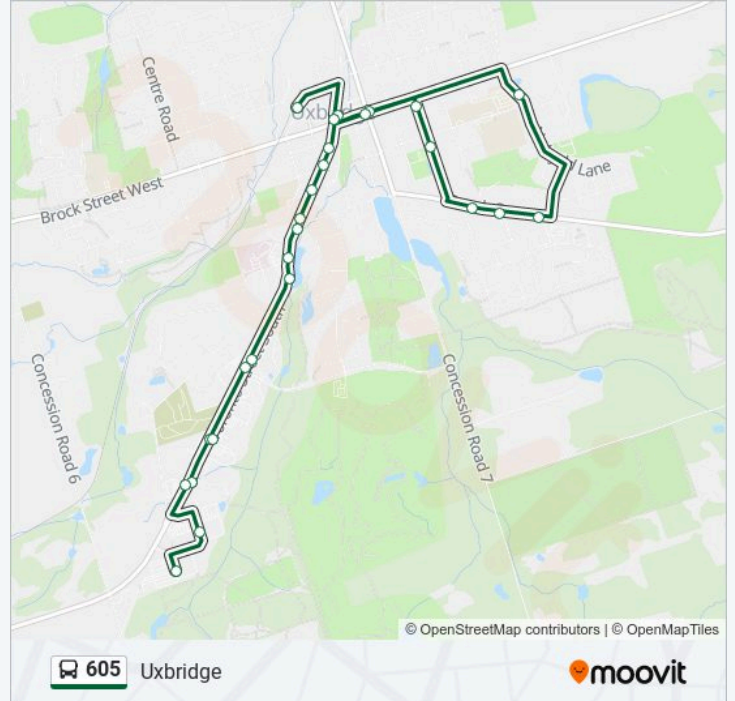 Centre Road
Brock Street West
Lane
Concession Road 6
Concession Road 7
© OpenStreetMap contributors | © OpenMapTiles
605
Uxbridge
moovit